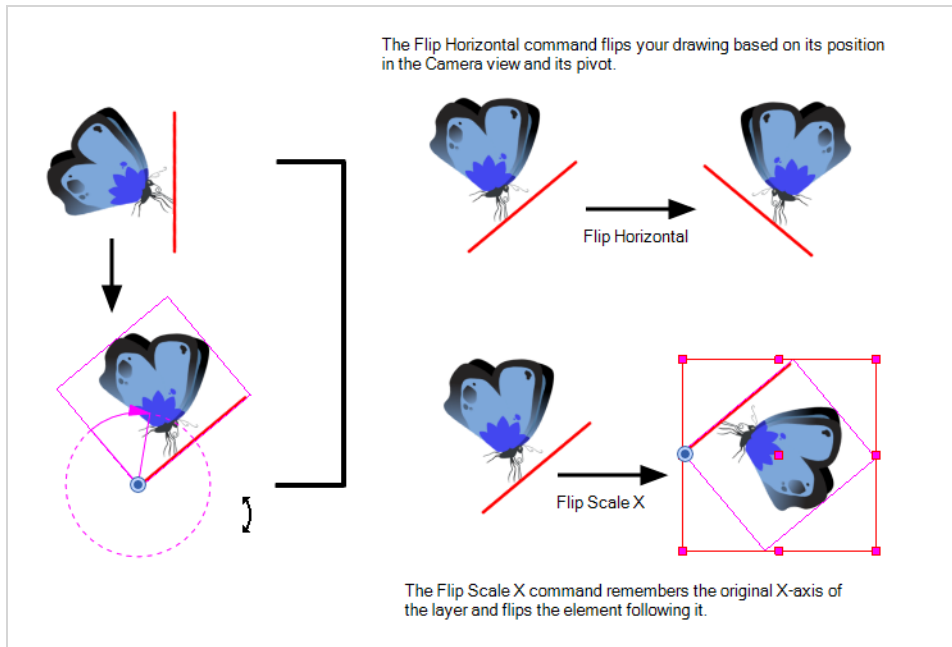 The Flip Horizontal command flips your drawing based on its position
in the Camera view and its pivot.
Flip Horizontal
Flip Scale X
The Flip Scale X command remembers the original X-axis of
the layer and flips the element following it.